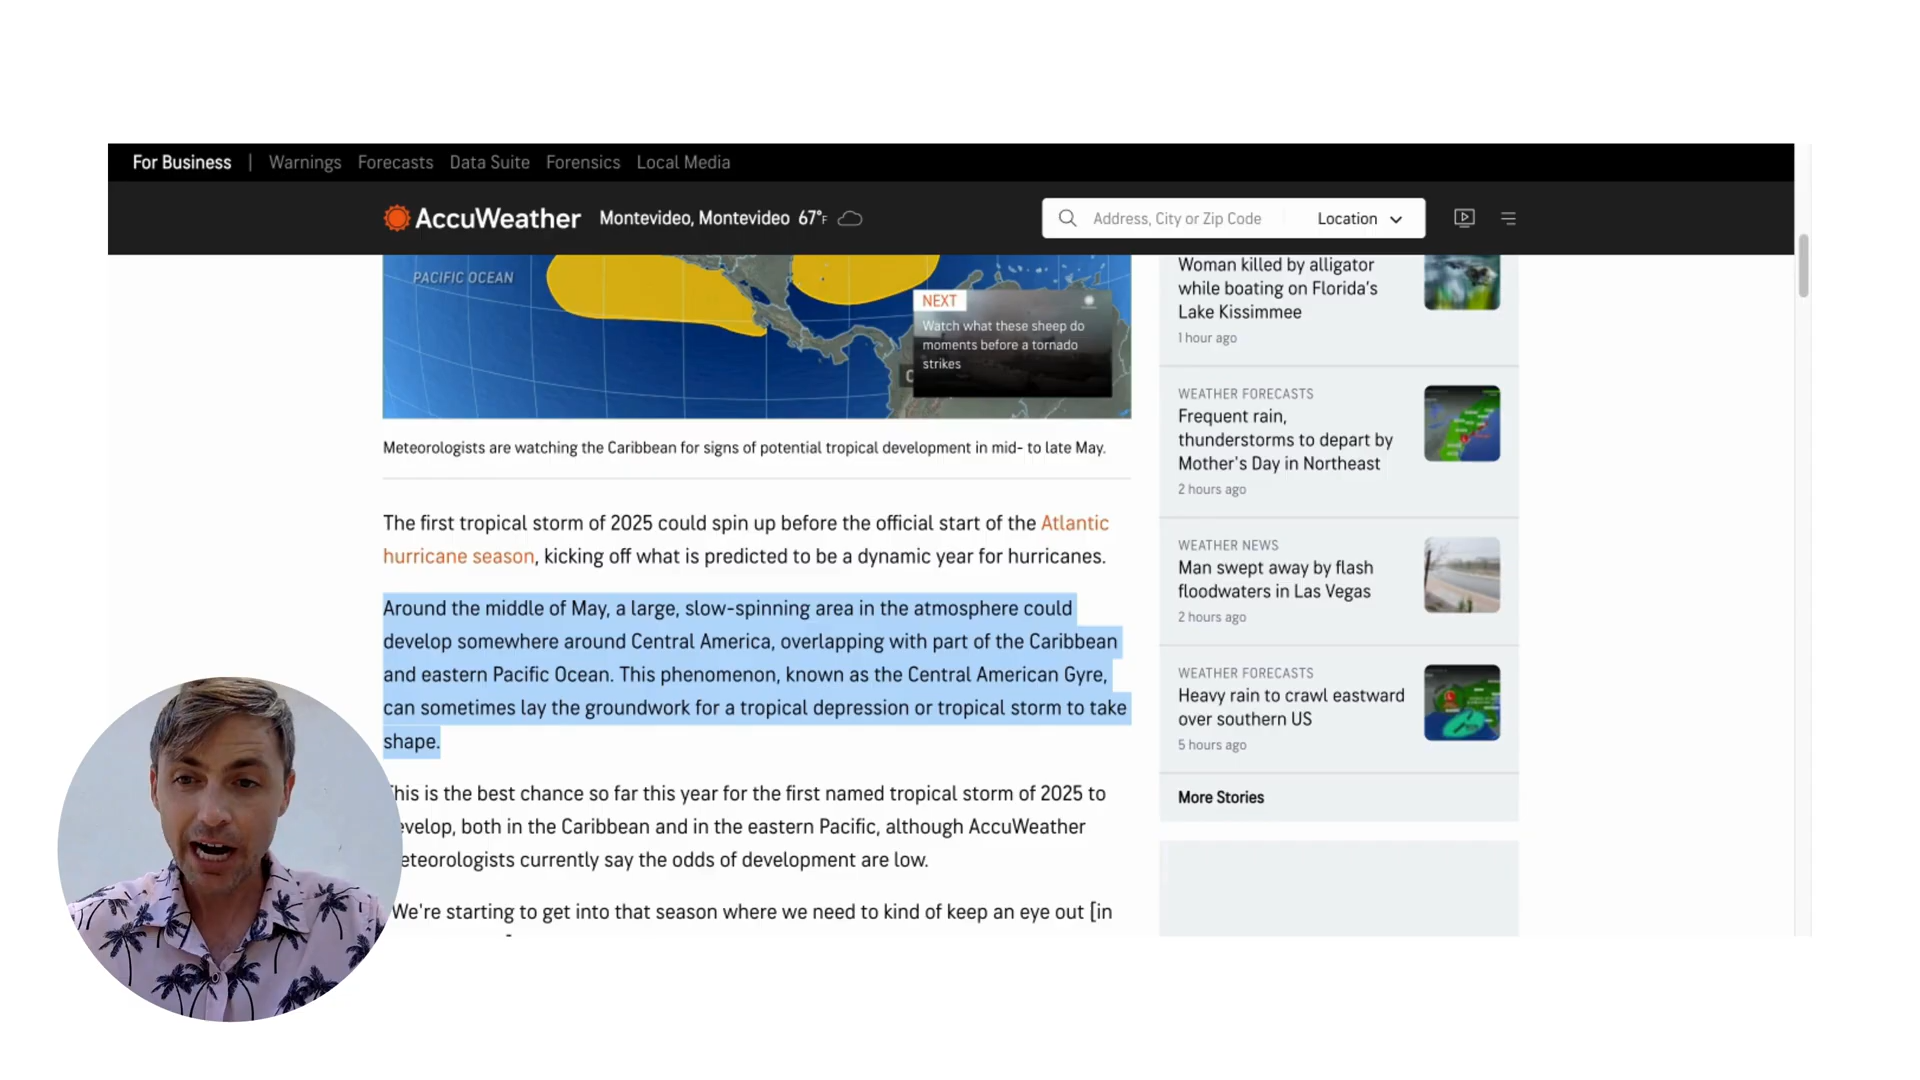 For Business | Warnings Forecasts Data Suite Forensics Local Media
AccuWeather Montevideo, Montevideo 67°F
Address, City or Zip Code Location
PACIFIC OCEAN
NEXT
Watch what these sheep do
moments before a tornado
strikes
Meteorologists are watching the Caribbean for signs of potential tropical development in mid- to late May.
The first tropical storm of 2025 could spin up before the official start of the Atlantic
hurricane season, kicking off what is predicted to be a dynamic year for hurricanes.
Around the middle of May, a large, slow-spinning area in the atmosphere could
develop somewhere around Central America, overlapping with part of the Caribbean
and eastern Pacific Ocean. This phenomenon, known as the Central American Gyre,
can sometimes lay the groundwork for a tropical depression or tropical storm to take
shape.
This is the best chance so far this year for the first named tropical storm of 2025 to
evelop, both in the Caribbean and in the eastern Pacific, although AccuWeather
eteorologists currently say the odds of development are low.
We're starting to get into that season where we need to kind of keep an eye out [in
Woman killed by alligator
while boating on Florida's
Lake Kissimmee
1 hour ago
WEATHER FORECASTS
Frequent rain,
thunderstorms to depart by
Mother's Day in Northeast
2 hours ago
WEATHER NEWS
Man swept away by flash
floodwaters in Las Vegas
2 hours ago
WEATHER FORECASTS
Heavy rain to crawl eastward
over southern US
5 hours ago
More Stories